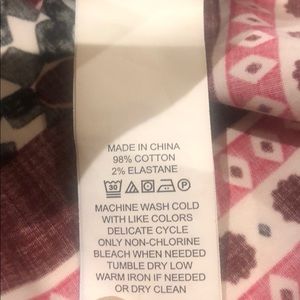 MADE IN CHINA
98% COTTON
2% ELASTANE
30
MACHINE WASH COLD
WITH LIKE COLORS
DELICATE CYCLE
ONLY NON-CHLORINE
BLEACH WHEN NEEDED
TUMBLE DRY LOW
WARM IRON IF NEEDED
OR DRY CLEAN